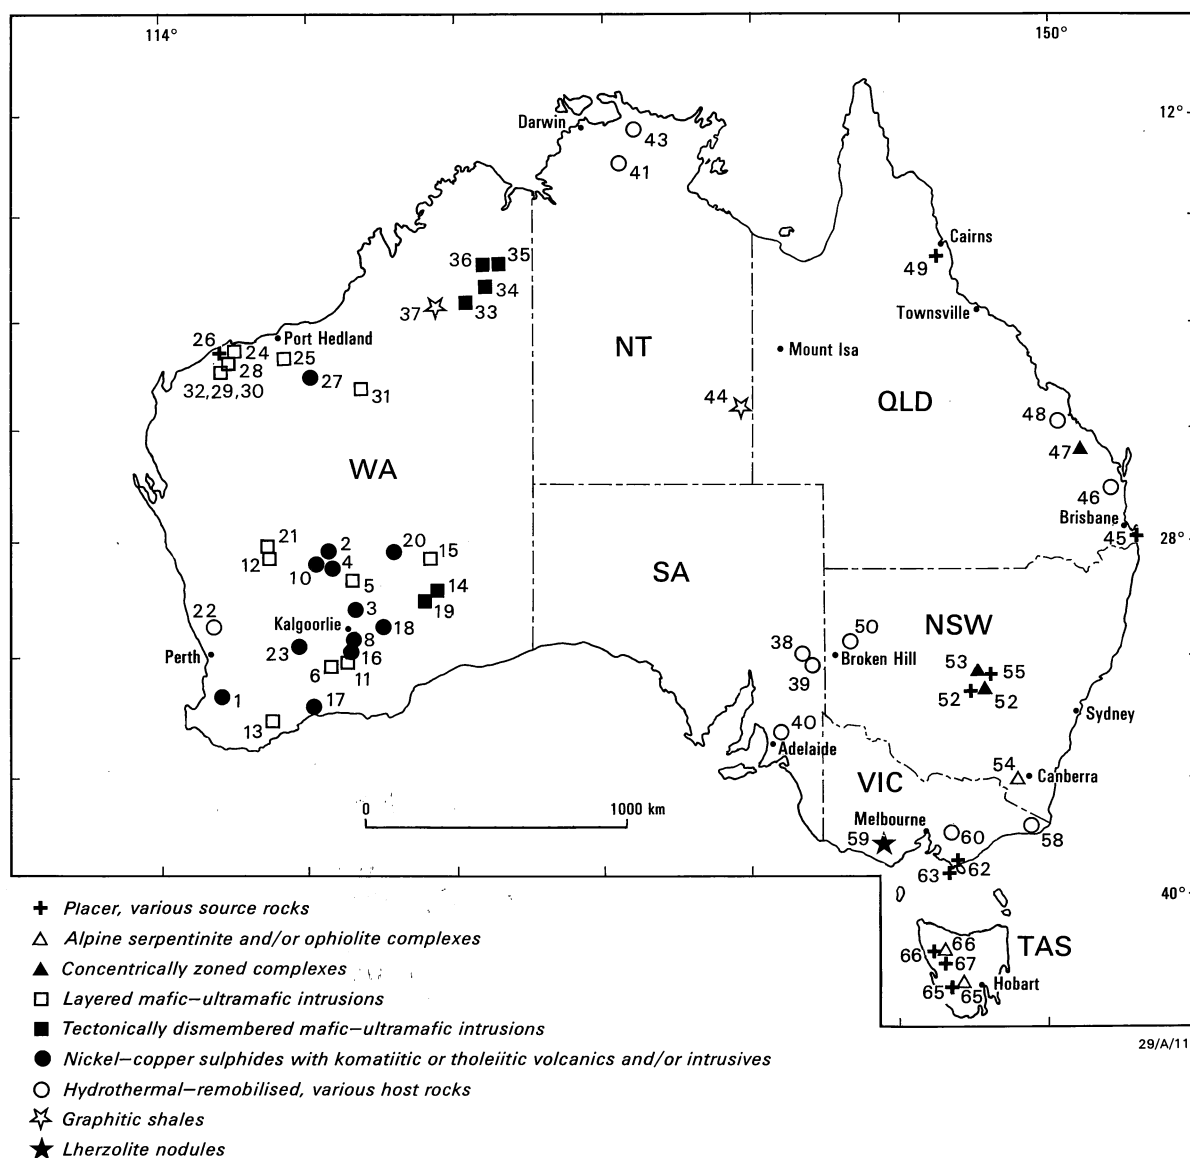 114°
150°
12°
Darwin
43
41
Cairns
49
36
35
34
37
33
Townsville
26
Port Hedland
24
25
28
27
32,29,30
31
NT
Mount Isa
44
QLD
48
47
WA
46
Brisbane
45
28°
21
12
2
20
15
10
4
5
14
19
SA
22
3
Kalgoorlie
18
8
23
16
Perth
6
11
1
17
13
NSW
38
50
Broken Hill
39
53
55
52
52
Sydney
40
Adelaide
54
Canberra
VIC
0
1000 km
Melbourne
59
60
58
62
63
40°
TAS
66
66
67
65
65
Hobart
29/A/11
Placer, various source rocks
Alpine serpentinite and/or ophiolite complexes
Concentrically zoned complexes
Layered mafic–ultramafic intrusions
Tectonically dismembered mafic–ultramafic intrusions
Nickel–copper sulphides with komatiitic or tholeiitic volcanics and/or intrusives
Hydrothermal–remobilised, various host rocks
Graphitic shales
Lherzolite nodules